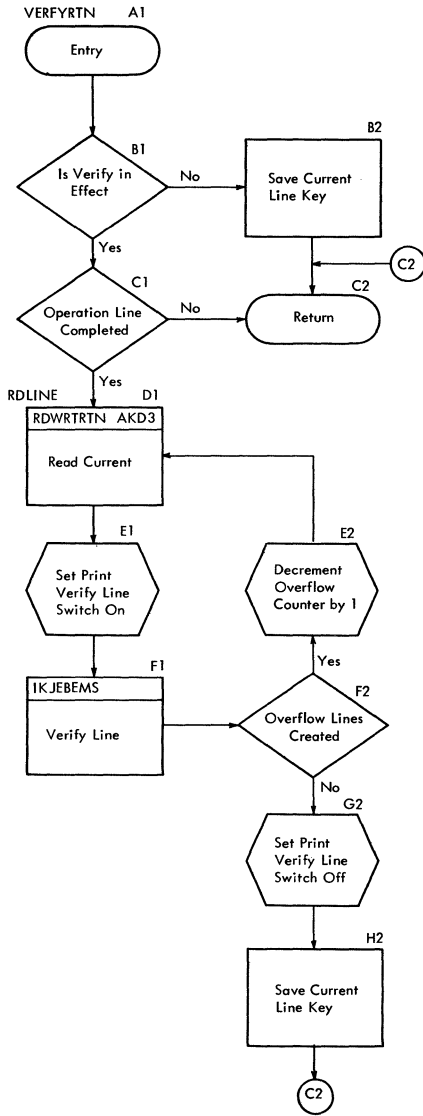 VERFYRTN A1
Entry
B1
Is Verify in
Effect
No
B2
Save Current
Line Key
Yes
C2
C1
Operation Line
Completed
No
C2
Return
Yes
RDLINE D1
RDWRTRTN AKD3
Read Current
E1
Set Print
Verify Line
Switch On
E2
Decrement
Overflow
Counter by 1
Yes
F1
IKJEBEMS
Verify Line
F2
Overflow Lines
Created
No
G2
Set Print
Verify Line
Switch Off
H2
Save Current
Line Key
C2